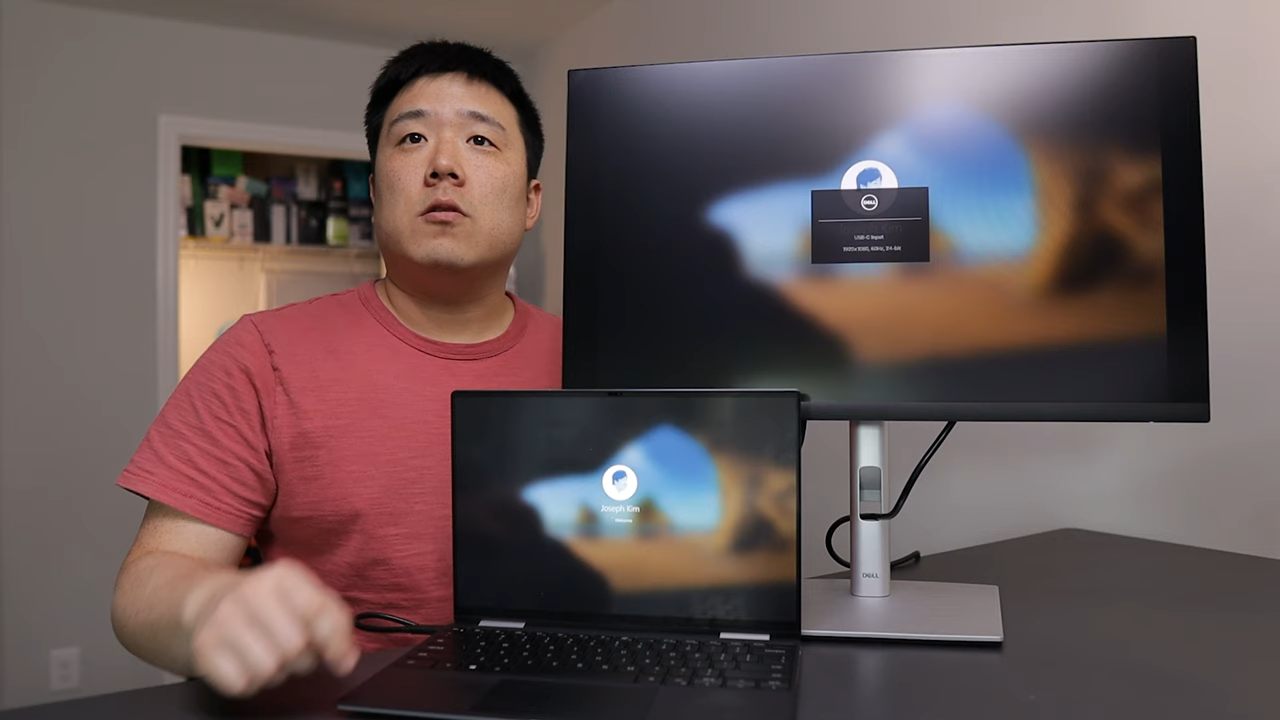 DELL
USB-C Input
1920x1080, 60Hz, 24-bit
Joseph Kim
Welcome
DELL